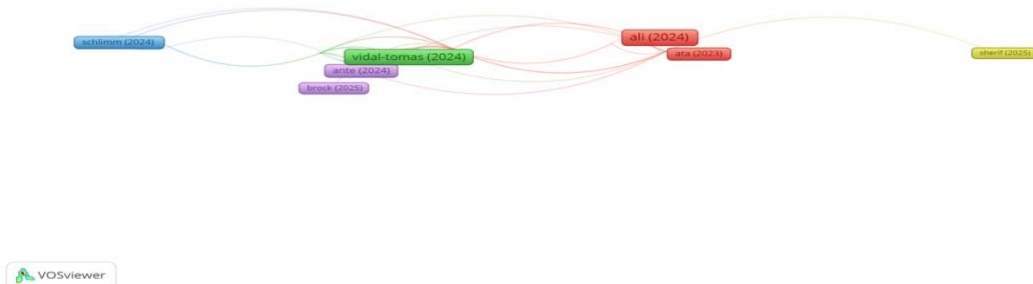 schlimm (2024)
ali (2024)
vidal-tomas (2024)
ata (2023)
sherif (2025)
ante (2024)
brock (2025)
VOSviewer